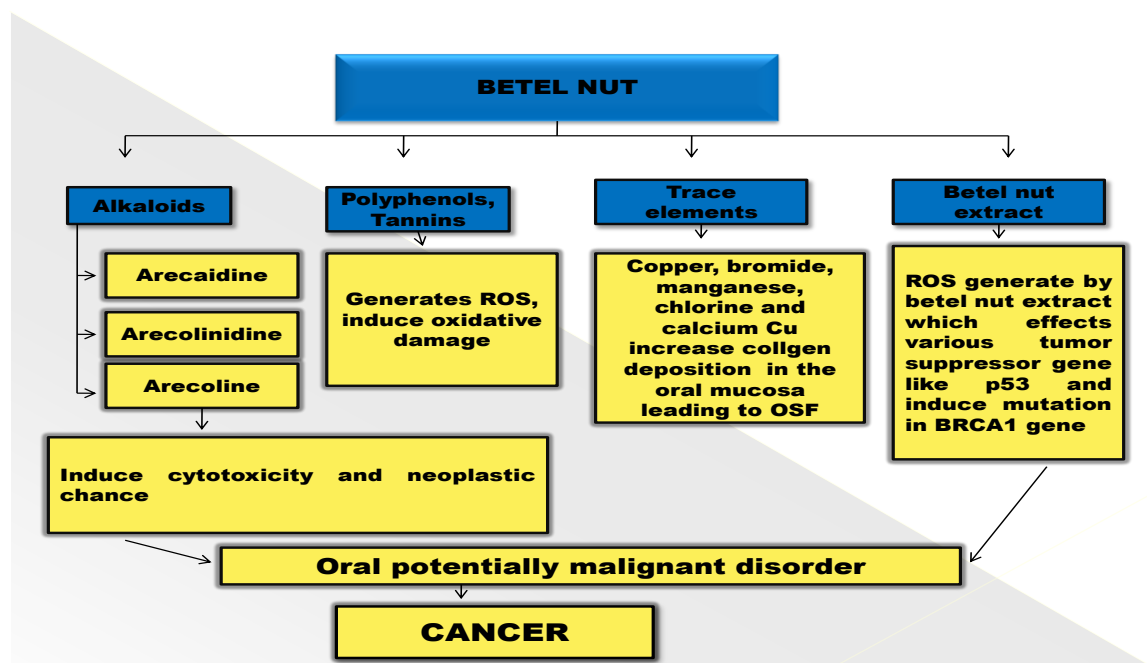 BETEL NUT
Alkaloids
Polyphenols,
Tannins
Trace
elements
Betel nut
extract
Arecaidine
Arecolinidine
Arecoline
Generates ROS,
induce oxidative
damage
Copper, bromide,
manganese,
chlorine and
calcium Cu
increase collgen
deposition in the
oral mucosa
leading to OSF
ROS generate by
betel nut extract
which effects
various tumor
suppressor gene
like p53 and
induce mutation
in BRCA1 gene
Induce cytotoxicity and neoplastic
chance
Oral potentially malignant disorder
CANCER